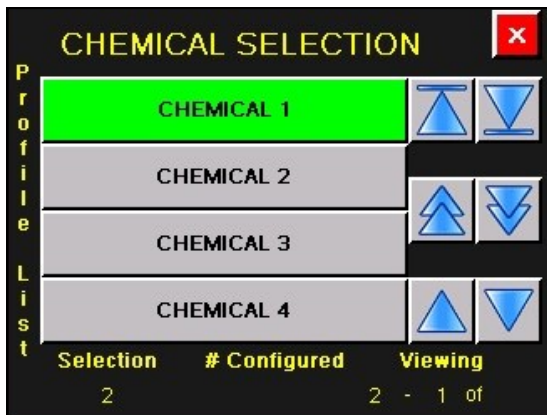 CHEMICAL SELECTION
Profile List
CHEMICAL 1
CHEMICAL 2
CHEMICAL 3
CHEMICAL 4
Selection # Configured Viewing
2 2 - 1 of